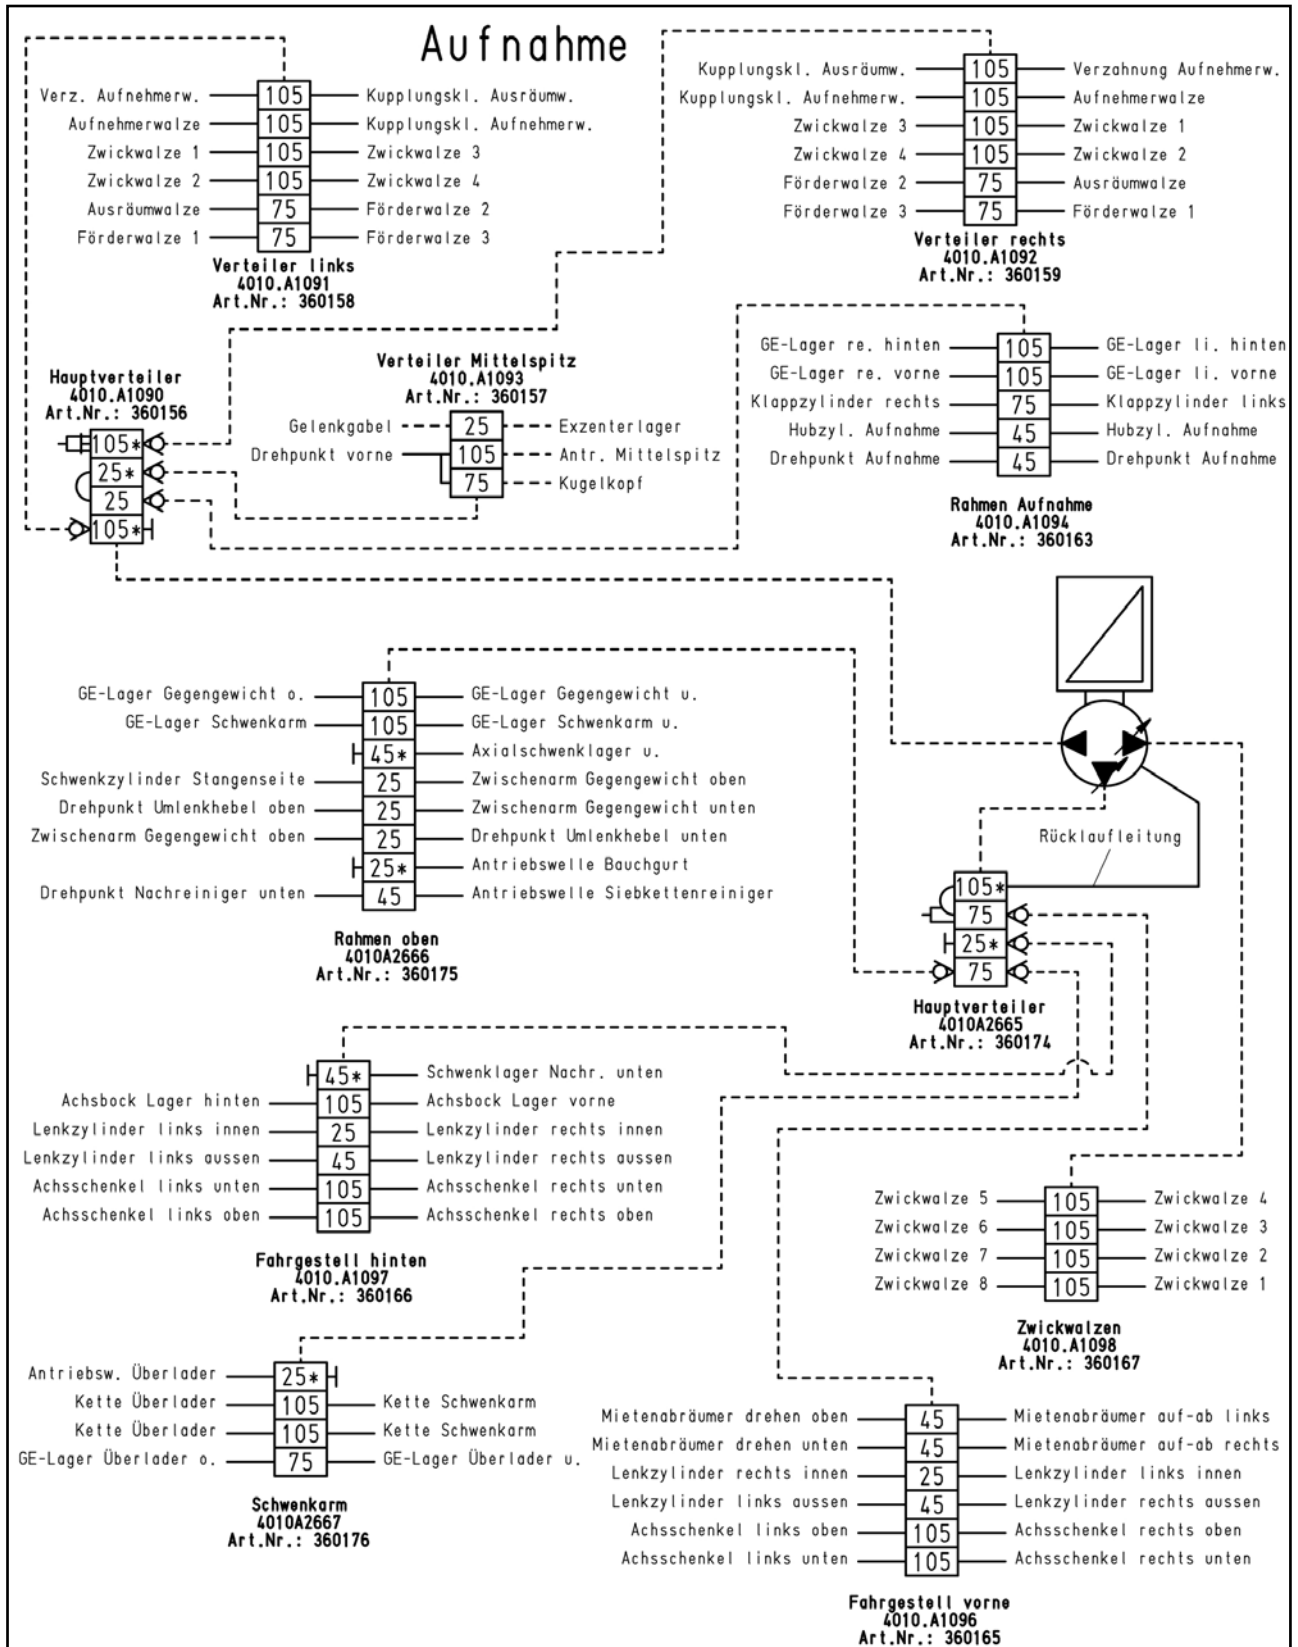 Aufnahme
Verz. Aufnehmerw. 105 Kupplungskl. Ausräumw.
Aufnehmerwalze 105 Kupplungskl. Aufnehmerw.
Zwickwalze 1 105 Zwickwalze 3
Zwickwalze 2 105 Zwickwalze 4
Ausräumwalze 75 Förderwalze 2
Förderwalze 1 75 Förderwalze 3
Verteiler links
4010.A1091
Art.Nr.: 360158
Kupplungskl. Ausräumw. 105 Verzahnung Aufnehmerw.
Kupplungskl. Aufnehmerw. 105 Aufnehmerwalze
Zwickwalze 3 105 Zwickwalze 1
Zwickwalze 4 105 Zwickwalze 2
Förderwalze 2 75 Ausräumwalze
Förderwalze 3 75 Förderwalze 1
Verteiler rechts
4010.A1092
Art.Nr.: 360159
Hauptverteiler
4010.A1090
Art.Nr.: 360156
105*
25*
25
105*
Verteiler Mittelspitz
4010.A1093
Art.Nr.: 360157
Gelenkgabel 25 Exzenterlager
Drehpunkt vorne 105 Antr. Mittelspitz
75 Kugelkopf
GE-Lager re. hinten 105 GE-Lager li. hinten
GE-Lager re. vorne 105 GE-Lager li. vorne
Klappzylinder rechts 75 Klappzylinder links
Hubzyl. Aufnahme 45 Hubzyl. Aufnahme
Drehpunkt Aufnahme 45 Drehpunkt Aufnahme
Rahmen Aufnahme
4010.A1094
Art.Nr.: 360163
GE-Lager Gegengewicht o. 105 GE-Lager Gegengewicht u.
GE-Lager Schwenkarm 105 GE-Lager Schwenkarm u.
45* Axialschwenklager u.
Schwenkzylinder Stangenseite 25 Zwischenarm Gegengewicht oben
Drehpunkt Umlenkhebel oben 25 Zwischenarm Gegengewicht unten
Zwischenarm Gegengewicht oben 25 Drehpunkt Umlenkhebel unten
25* Antriebswelle Bauchgurt
Drehpunkt Nachreiniger unten 45 Antriebswelle Siebkettenreiniger
Rahmen oben
4010A2666
Art.Nr.: 360175
Rücklaufleitung
105*
75
25*
75
Hauptverteiler
4010A2665
Art.Nr.: 360174
45* Schwenklager Nachr. unten
Achsbock Lager hinten 105 Achsbock Lager vorne
Lenkzylinder links innen 25 Lenkzylinder rechts innen
Lenkzylinder links aussen 45 Lenkzylinder rechts aussen
Achsschenkel links unten 105 Achsschenkel rechts unten
Achsschenkel links oben 105 Achsschenkel rechts oben
Fahrgestell hinten
4010.A1097
Art.Nr.: 360166
Zwickwalze 5 105 Zwickwalze 4
Zwickwalze 6 105 Zwickwalze 3
Zwickwalze 7 105 Zwickwalze 2
Zwickwalze 8 105 Zwickwalze 1
Zwickwalzen
4010.A1098
Art.Nr.: 360167
Antriebsw. Überlader 25*
Kette Überlader 105 Kette Schwenkarm
Kette Überlader 105 Kette Schwenkarm
GE-Lager Überlader o. 75 GE-Lager Überlader u.
Schwenkarm
4010A2667
Art.Nr.: 360176
Mietenabräumer drehen oben 45 Mietenabräumer auf-ab links
Mietenabräumer drehen unten 45 Mietenabräumer auf-ab rechts
Lenkzylinder rechts innen 25 Lenkzylinder links innen
Lenkzylinder links aussen 45 Lenkzylinder rechts aussen
Achsschenkel links oben 105 Achsschenkel rechts oben
Achsschenkel links unten 105 Achsschenkel rechts unten
Fahrgestell vorne
4010.A1096
Art.Nr.: 360165